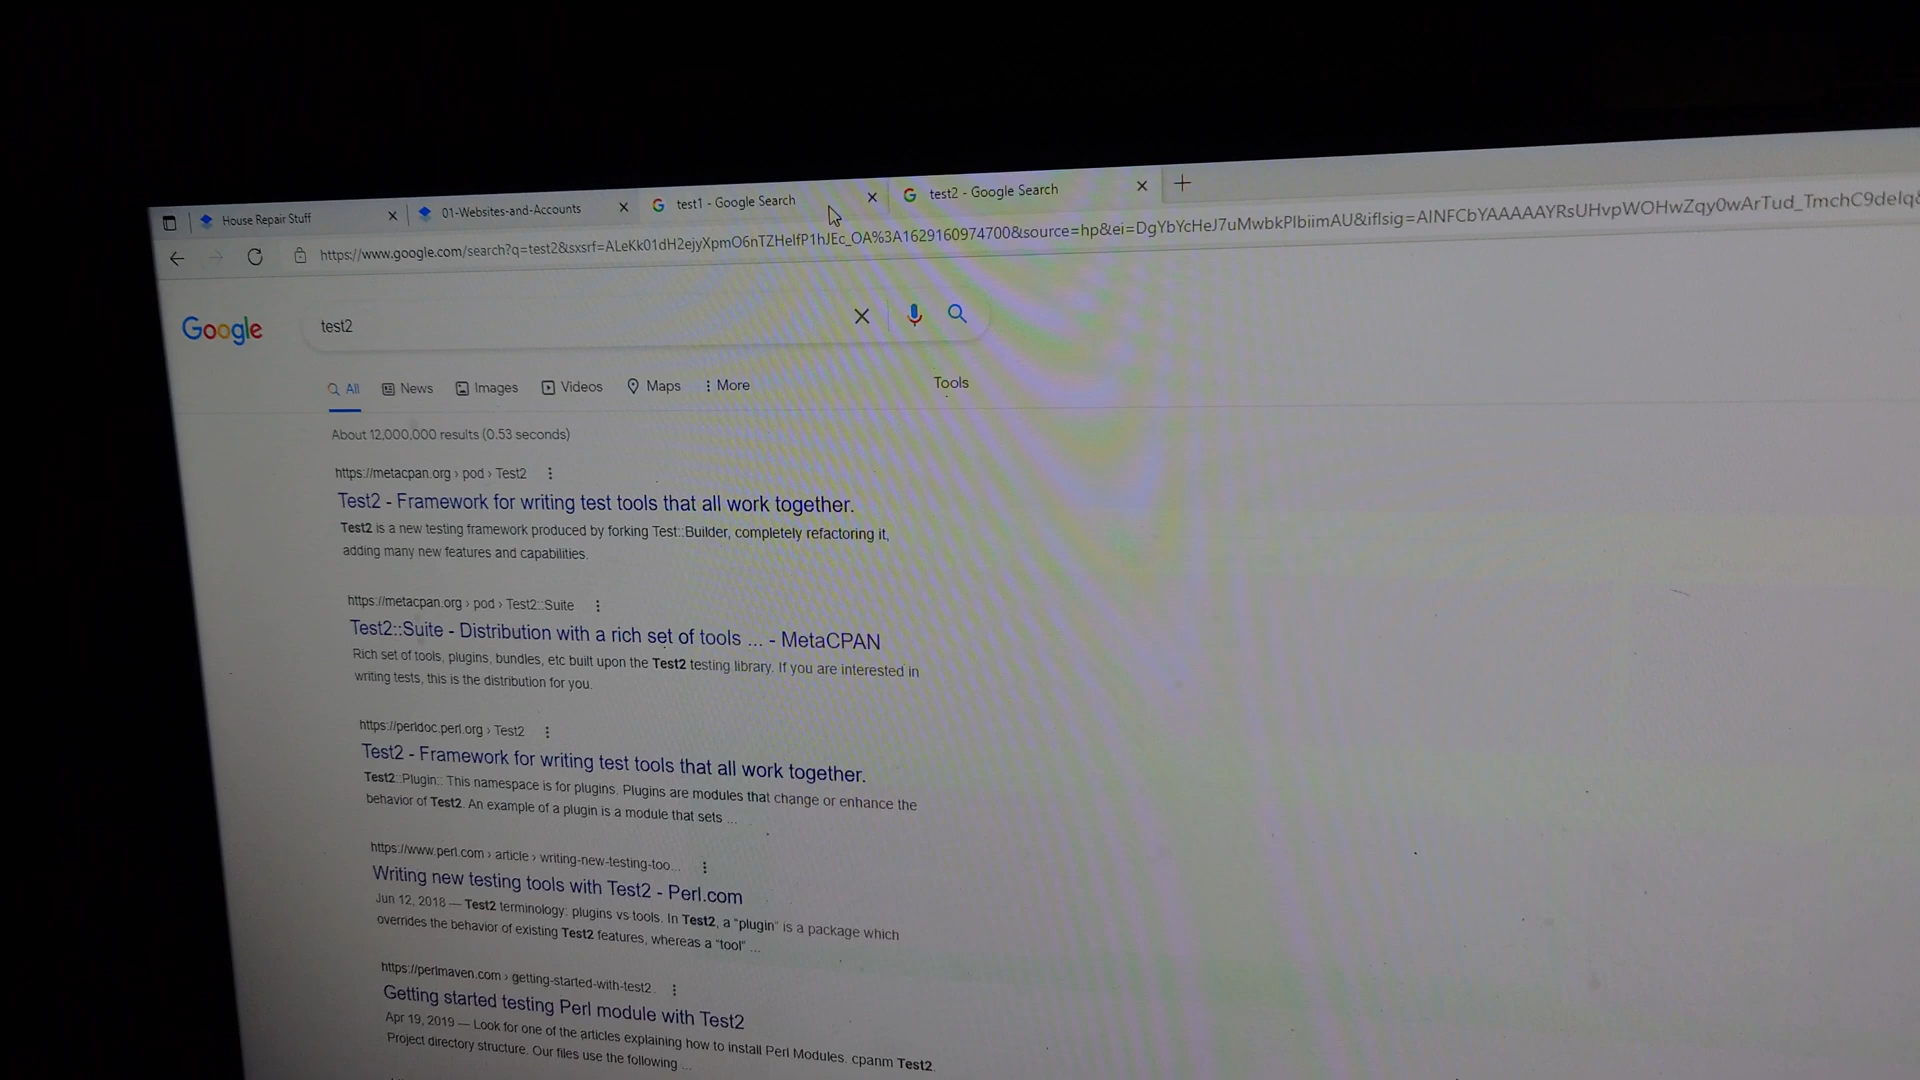 House Repair Stuff
01-Websites-and-Accounts
test1 - Google Search
test2 - Google Search
https://www.google.com/search?q=test2&sxsrf=ALeKk01dH2ejyXpmO6nTZHeIfP1hJEc_OA%3A1629160974700&source=hp&ei=DgYbYcHeJ7uMwbkPlbiimAU&iflsig=AINFCbYAAAAAYRsUHvpWOHwZqy0wArTud_TmchC9deIq8
Google
test2
All News Images Videos Maps More Tools
About 12,000,000 results (0.53 seconds)
https://metacpan.org › pod › Test2
Test2 - Framework for writing test tools that all work together.
Test2 is a new testing framework produced by forking Test::Builder, completely refactoring it,
adding many new features and capabilities.
https://metacpan.org › pod › Test2::Suite
Test2::Suite - Distribution with a rich set of tools ... - MetaCPAN
Rich set of tools, plugins, bundles, etc built upon the Test2 testing library. If you are interested in
writing tests, this is the distribution for you.
https://perldoc.perl.org › Test2
Test2 - Framework for writing test tools that all work together.
Test2::Plugin:: This namespace is for plugins. Plugins are modules that change or enhance the
behavior of Test2. An example of a plugin is a module that sets ...
https://www.perl.com › article › writing-new-testing-too...
Writing new testing tools with Test2 - Perl.com
Jun 12, 2018 — Test2 terminology: plugins vs tools. In Test2, a "plugin" is a package which
overrides the behavior of existing Test2 features, whereas a "tool" ...
https://perlmaven.com › getting-started-with-test2
Getting started testing Perl module with Test2
Apr 19, 2019 — Look for one of the articles explaining how to install Perl Modules. cpanm Test2.
Project directory structure. Our files use the following ...